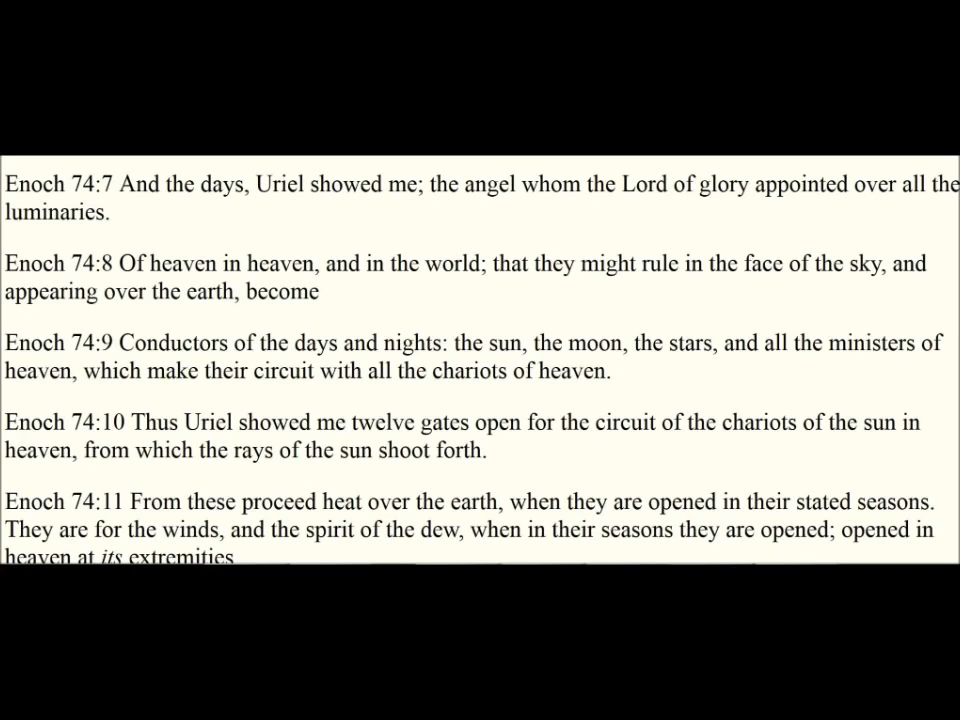 Enoch 74:7 And the days, Uriel showed me; the angel whom the Lord of glory appointed over all the
luminaries.
Enoch 74:8 Of heaven in heaven, and in the world; that they might rule in the face of the sky, and
appearing over the earth, become
Enoch 74:9 Conductors of the days and nights: the sun, the moon, the stars, and all the ministers of
heaven, which make their circuit with all the chariots of heaven.
Enoch 74:10 Thus Uriel showed me twelve gates open for the circuit of the chariots of the sun in
heaven, from which the rays of the sun shoot forth.
Enoch 74:11 From these proceed heat over the earth, when they are opened in their stated seasons.
They are for the winds, and the spirit of the dew, when in their seasons they are opened; opened in
heaven at its extremities